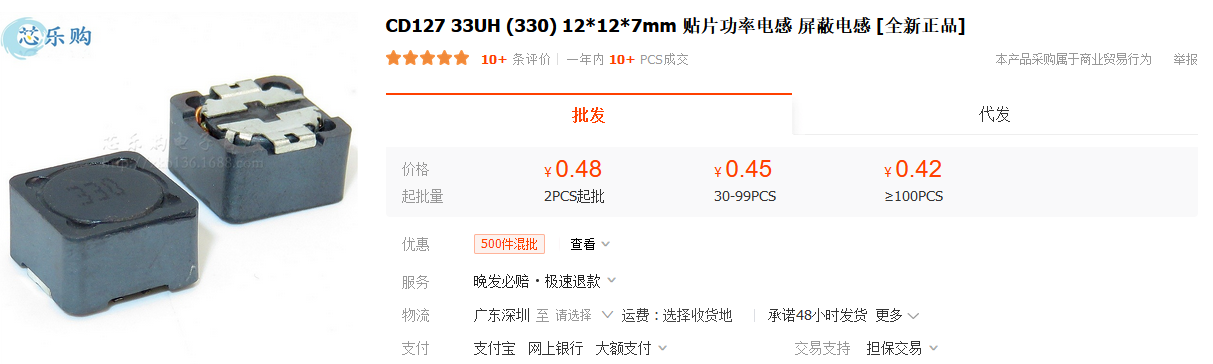 芯乐购
CD127 33UH (330) 12*12*7mm 贴片功率电感 屏蔽电感 [全新正品]
10+ 条评价 一年内 10+ PCS成交 本产品采购属于商业贸易行为 举报
批发 代发
价格 ¥ 0.48 ¥ 0.45 ¥ 0.42
起批量 2PCS起批 30-99PCS ≥100PCS
优惠 500件混批 查看
服务 晚发必赔 · 极速退款
物流 广东深圳 至 请选择 运费 : 选择收货地 承诺48小时发货 更多
支付 支付宝 网上银行 大额支付 交易支持 担保交易
330